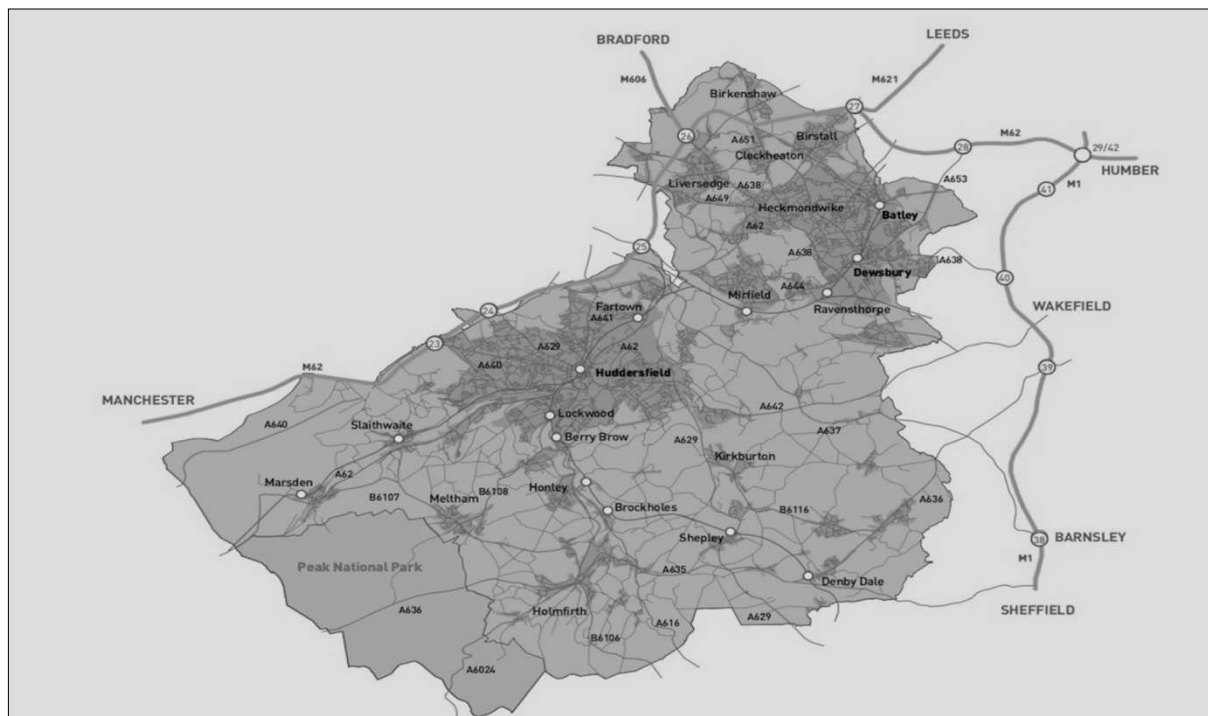 BRADFORD
LEEDS
M606
M621
Birkenshaw
27
26
A651
Birstall
28
M62
29/42
Cleckheaton
HUMBER
Liversedge
A638
A653
M1
41
A649
Heckmondwike
Batley
A62
25
A638
Dewsbury
A638
40
A644
Mirfield
Fartown
Ravensthorpe
WAKEFIELD
24
A641
23
A629
A62
A640
39
M62
Huddersfield
MANCHESTER
A642
Lockwood
A640
Slaithwaite
A637
Berry Brow
A629
Kirkburton
A62
Marsden
B6107
B6108
Honley
A636
Meltham
Brockholes
B6116
Shepley
38
BARNSLEY
M1
Peak National Park
A635
Denby Dale
A636
Holmfirth
SHEFFIELD
A616
A629
B6106
A6024